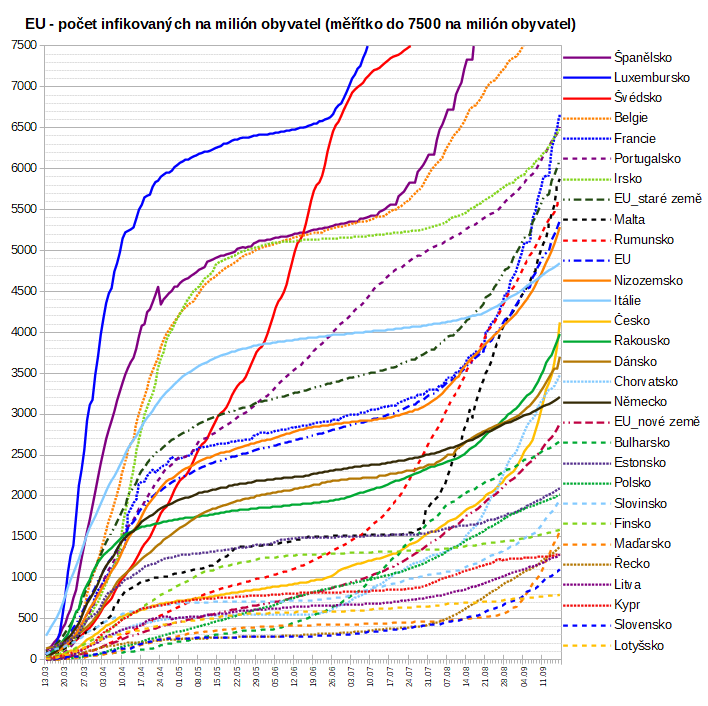 EU - počet infikovaných na milión obyvatel (měřítko do 7500 na milión obyvatel)
7500
7000
6500
6000
5500
5000
4500
4000
3500
3000
2500
2000
1500
1000
500
0
13.03
20.03
27.03
03.04
10.04
17.04
24.04
01.05
08.05
15.05
22.05
29.05
05.06
12.06
19.06
26.06
03.07
10.07
17.07
24.07
31.07
07.08
14.08
21.08
28.08
04.09
11.09
Španělsko
Luxembursko
Švédsko
Belgie
Francie
Portugalsko
Irsko
EU_staré země
Malta
Rumunsko
EU
Nizozemsko
Itálie
Česko
Rakousko
Dánsko
Chorvatsko
Německo
EU_nové země
Bulharsko
Estonsko
Polsko
Slovinsko
Finsko
Maďarsko
Řecko
Litva
Kypr
Slovensko
Lotyšsko